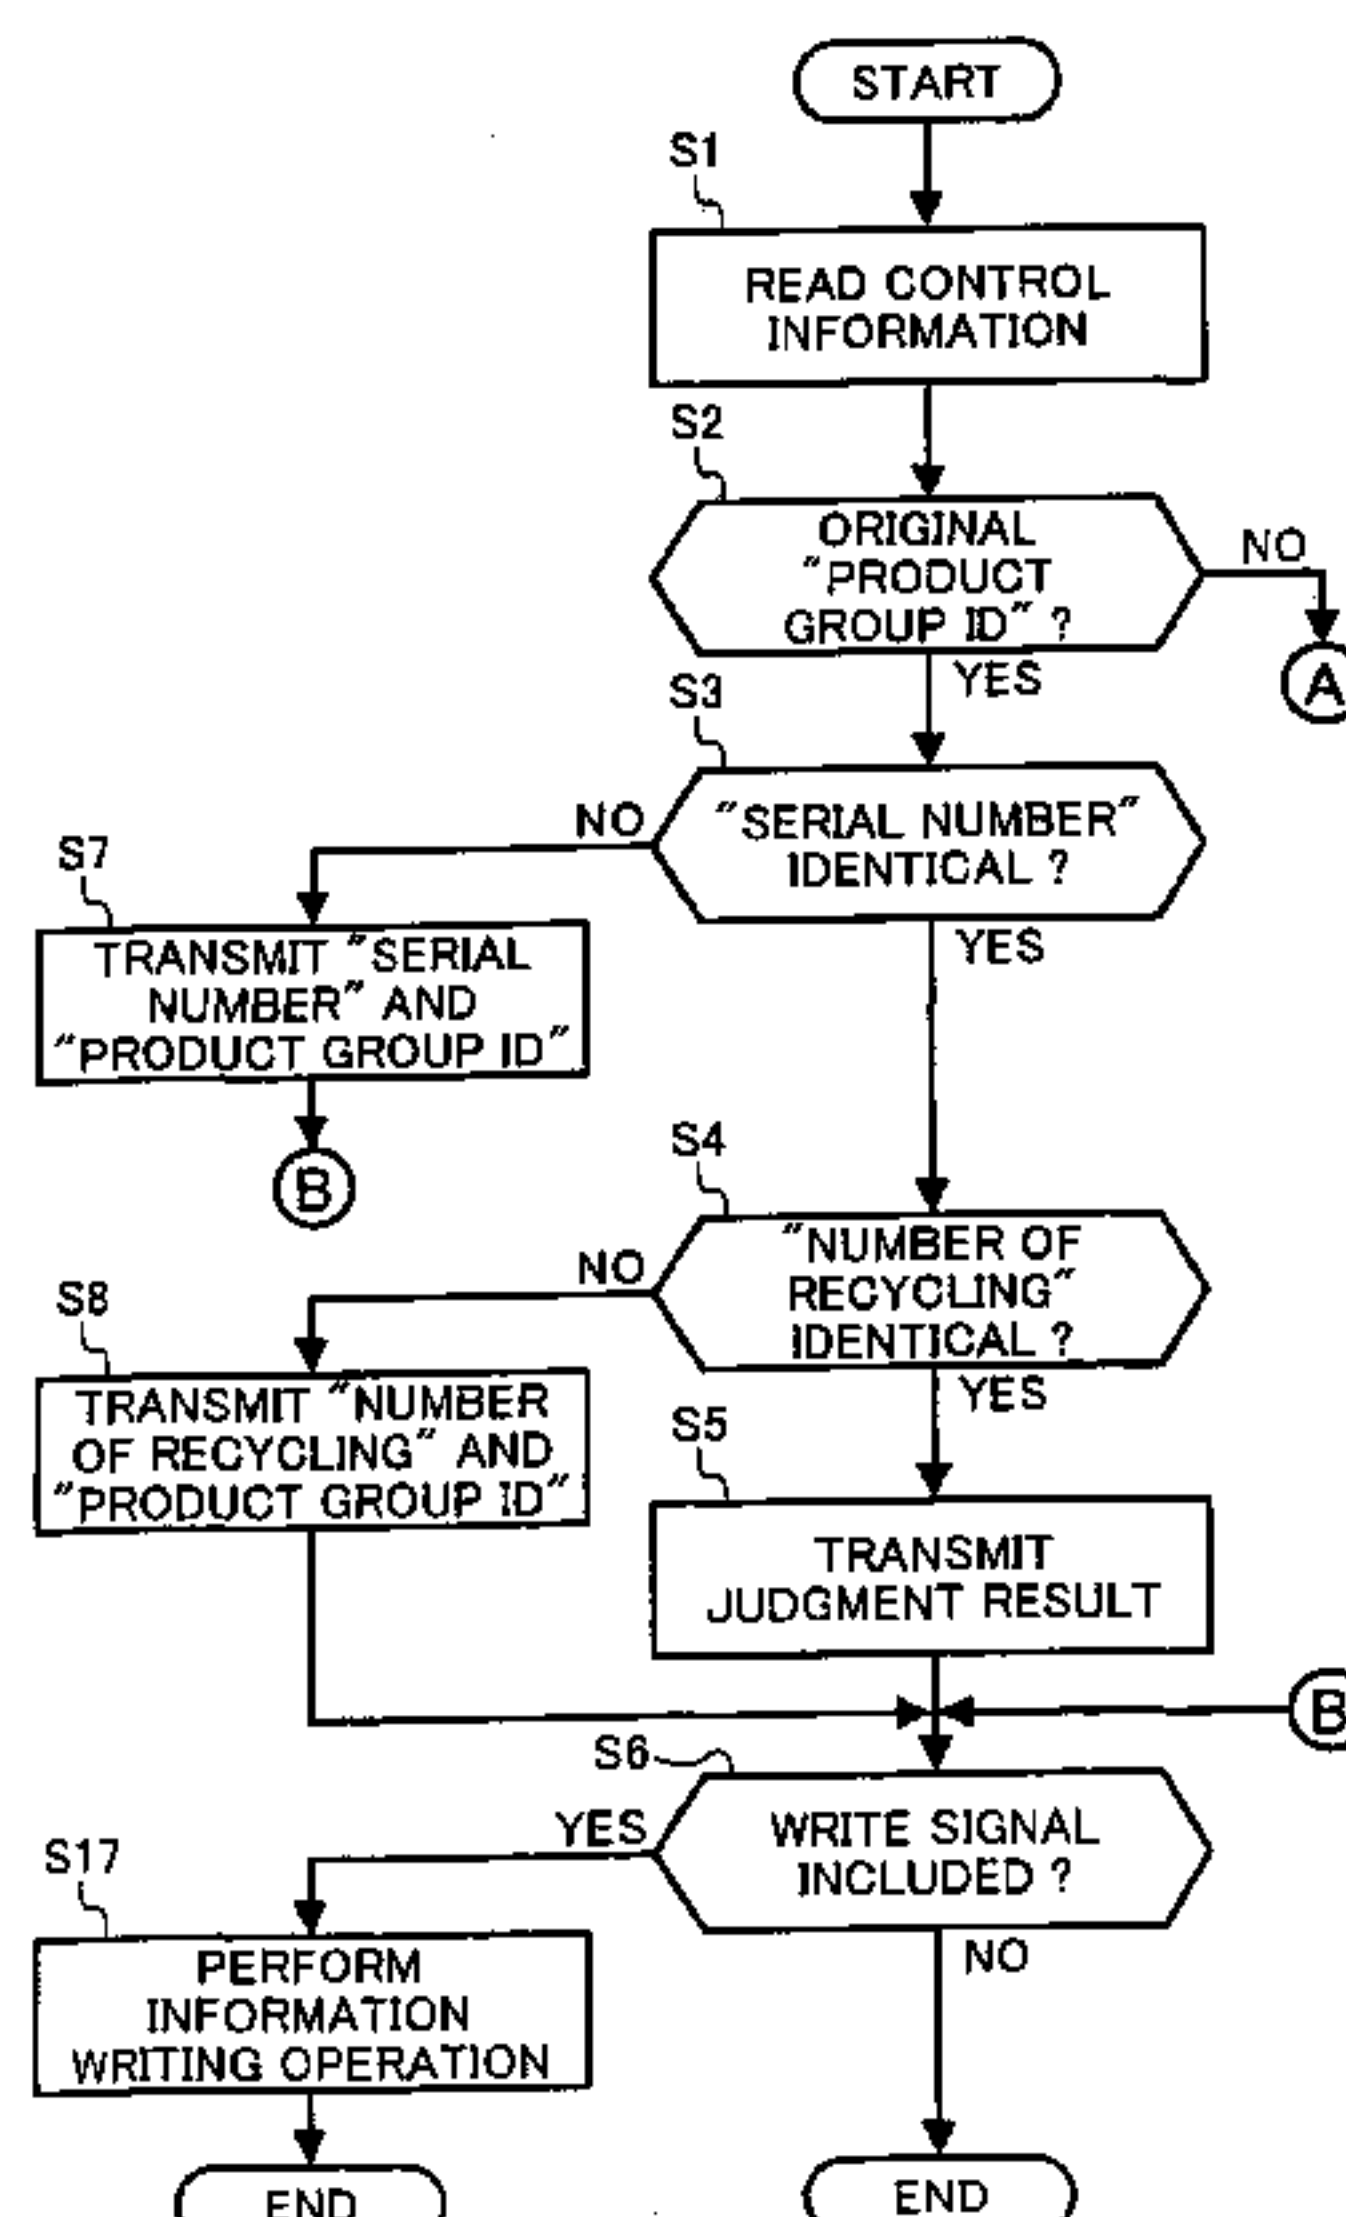 START
S1
READ CONTROL
INFORMATION
S2
ORIGINAL
"PRODUCT
GROUP ID" ?
NO
A
YES
S3
"SERIAL NUMBER"
IDENTICAL ?
NO
YES
S7
TRANSMIT "SERIAL
NUMBER" AND
"PRODUCT GROUP ID"
B
S4
"NUMBER OF
RECYCLING"
IDENTICAL ?
NO
YES
S8
TRANSMIT "NUMBER
OF RECYCLING" AND
"PRODUCT GROUP ID"
S5
TRANSMIT
JUDGMENT RESULT
B
S6
WRITE SIGNAL
INCLUDED ?
YES
NO
S17
PERFORM
INFORMATION
WRITING OPERATION
END
END